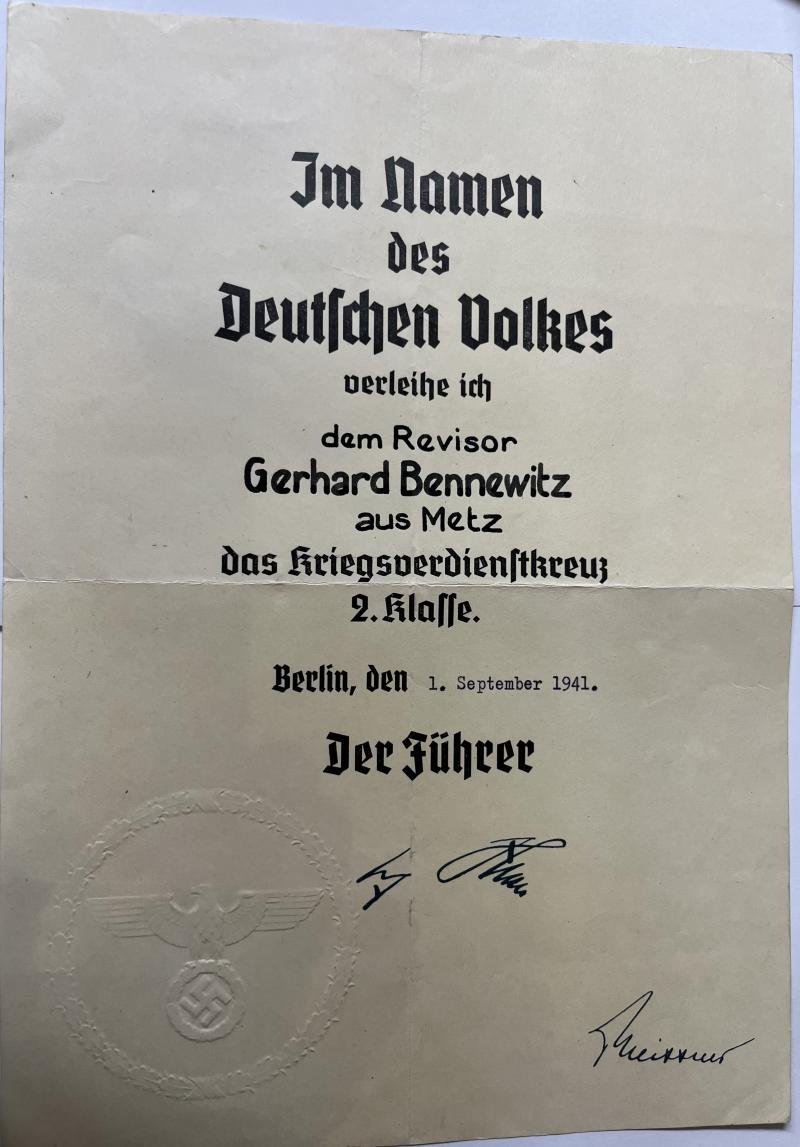 Im Namen
des
Deutschen Volkes
verleihe ich
dem Revisor
Gerhard Bennewitz
aus Metz
das Kriegsverdienstkreuz
2. Klasse.
Berlin, den 1. September 1941.
Der Führer
Meissner